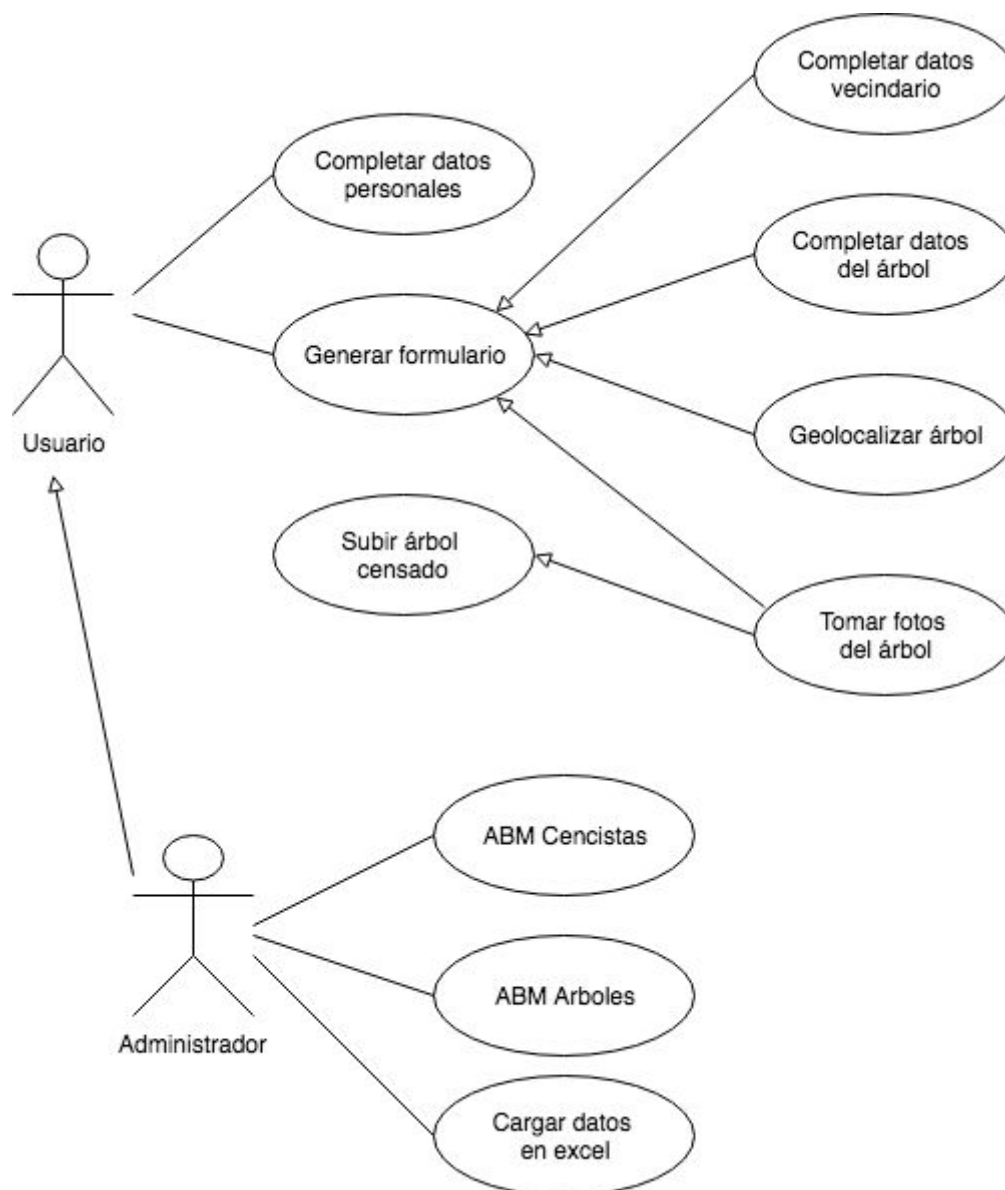 Completar datos
vecindario
Completar datos
personales
Completar datos
del árbol
Generar formulario
Usuario
Geolocalizar árbol
Subir árbol
censado
Tomar fotos
del árbol
ABM Cencistas
ABM Arboles
Administrador
Cargar datos
en excel